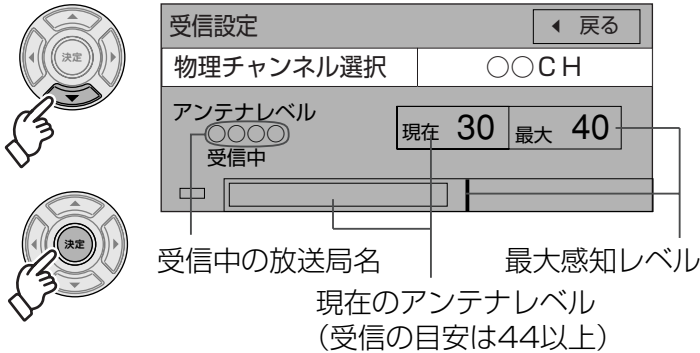 受信設定
◀ 戻る
物理チャンネル選択
○○CH
アンテナレベル
○○○○
受信中
現在 30 最大 40
決定
決定
受信中の放送局名
最大感知レベル
現在のアンテナレベル
（受信の目安は44以上）